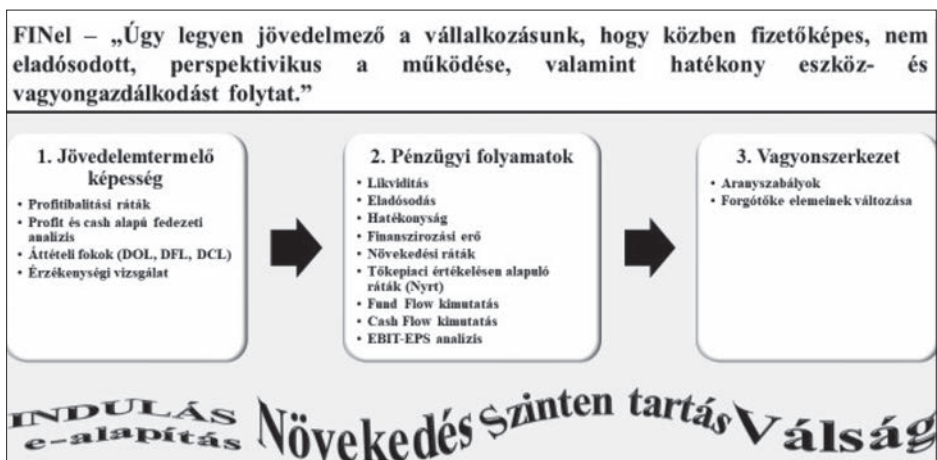 FINel – „Úgy legyen jövedelmező a vállalkozásunk, hogy közben fizetőképes, nem
eladósodott, perspektivikus a működése, valamint hatékony eszköz- és
vagyongazdálkodást folytat.”
1. Jövedelemtermelő
képesség
• Profitibalitási ráták
• Profit és cash alapú fedezeti
analízis
• Áttételi fokok (DOL, DFL, DCL)
• Érzékenységi vizsgálat
2. Pénzügyi folyamatok
• Likviditás
• Eladósodás
• Hatékonyság
• Finanszírozási erő
• Növekedési ráták
• Tőkepiaci értékelésen alapuló
ráták (Nyrt)
• Fund Flow kimutatás
• Cash Flow kimutatás
• EBIT-EPS analízis
3. Vagyonszerkezet
• Aranyszabályok
• Forgótőke elemeinek változása
INDULÁS
e-alapítás
Növekedés
Szinten tartás
Válság